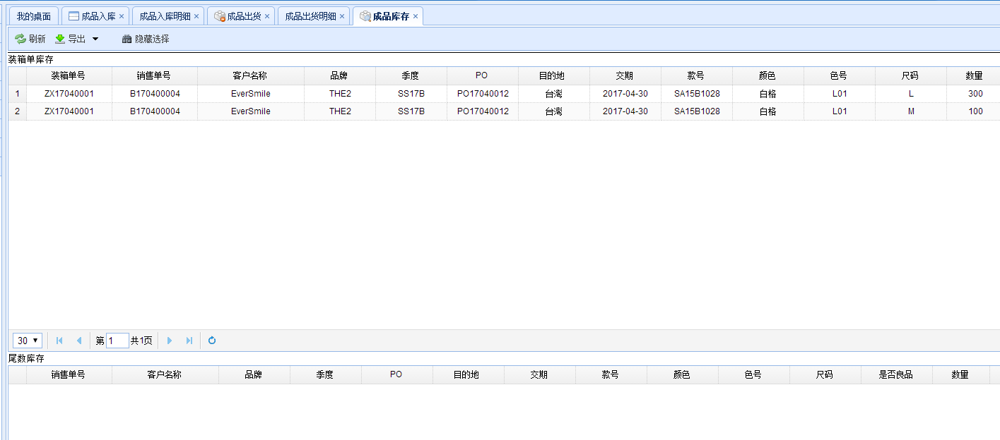 我的桌面 成品入库 × 成品入库明细 × 成品出货 × 成品出货明细 × 成品库存 ×
刷新 导出 隐藏选择
装箱单库存
装箱单号 销售单号 客户名称 品牌 季度 PO 目的地 交期 款号 颜色 色号 尺码 数量
1 ZX17040001 B170400004 EverSmile THE2 SS17B PO17040012 台灣 2017-04-30 SA15B1028 白格 L01 L 300
2 ZX17040001 B170400004 EverSmile THE2 SS17B PO17040012 台灣 2017-04-30 SA15B1028 白格 L01 M 100
30 第 1 共1页
尾数库存
销售单号 客户名称 品牌 季度 PO 目的地 交期 款号 颜色 色号 尺码 是否良品 数量